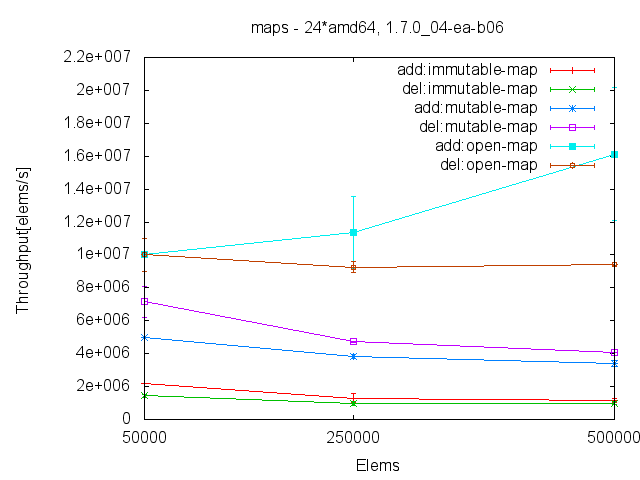 maps - 24*amd64, 1.7.0_04-ea-b06
2.2e+007
2e+007
1.8e+007
1.6e+007
1.4e+007
1.2e+007
1e+007
8e+006
6e+006
4e+006
2e+006
0
Throughput[elems/s]
add:immutable-map
del:immutable-map
add:mutable-map
del:mutable-map
add:open-map
del:open-map
50000 250000 500000
Elems